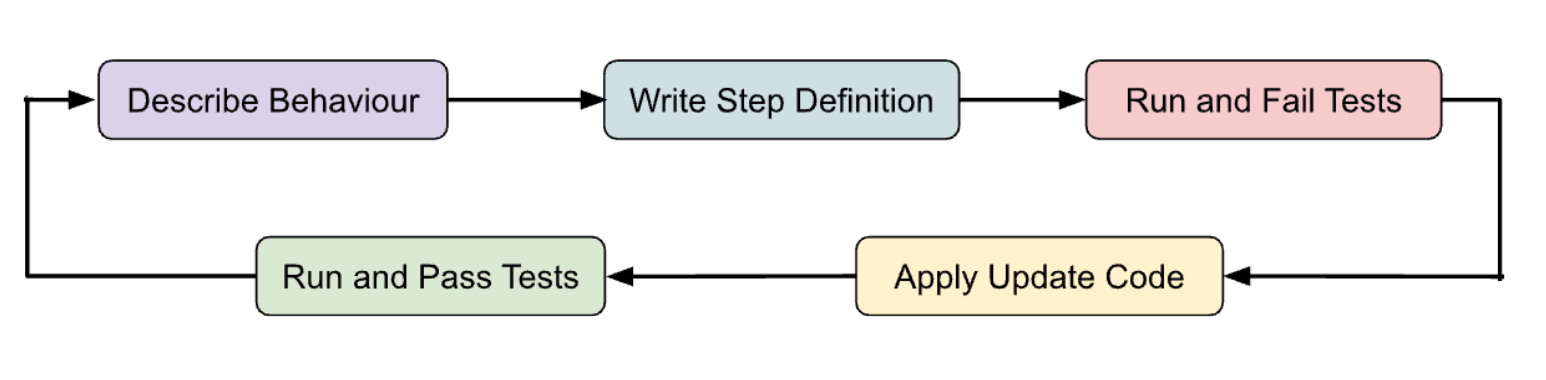 Describe Behaviour
Write Step Definition
Run and Fail Tests
Run and Pass Tests
Apply Update Code